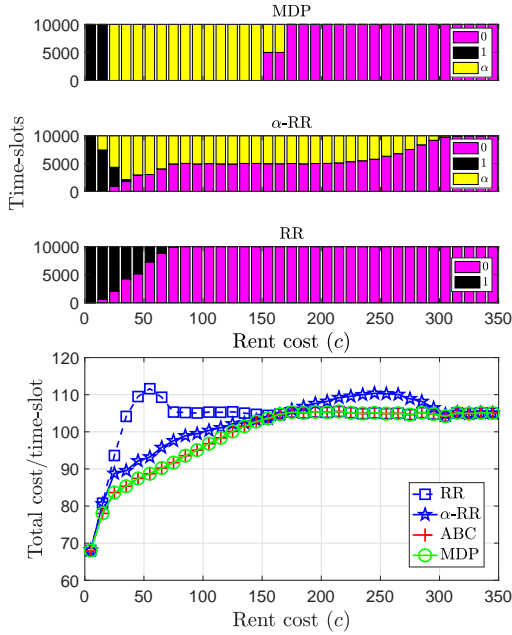 MDP
10000
5000
0
0
1
α
α-RR
10000
5000
0
0
1
α
Time-slots
RR
10000
5000
0
0
1
0 50 100 150 200 250 300 350
Rent cost (c)
120
110
100
90
80
70
60
Total cost/time-slot
RR
α-RR
ABC
MDP
0 50 100 150 200 250 300 350
Rent cost (c)